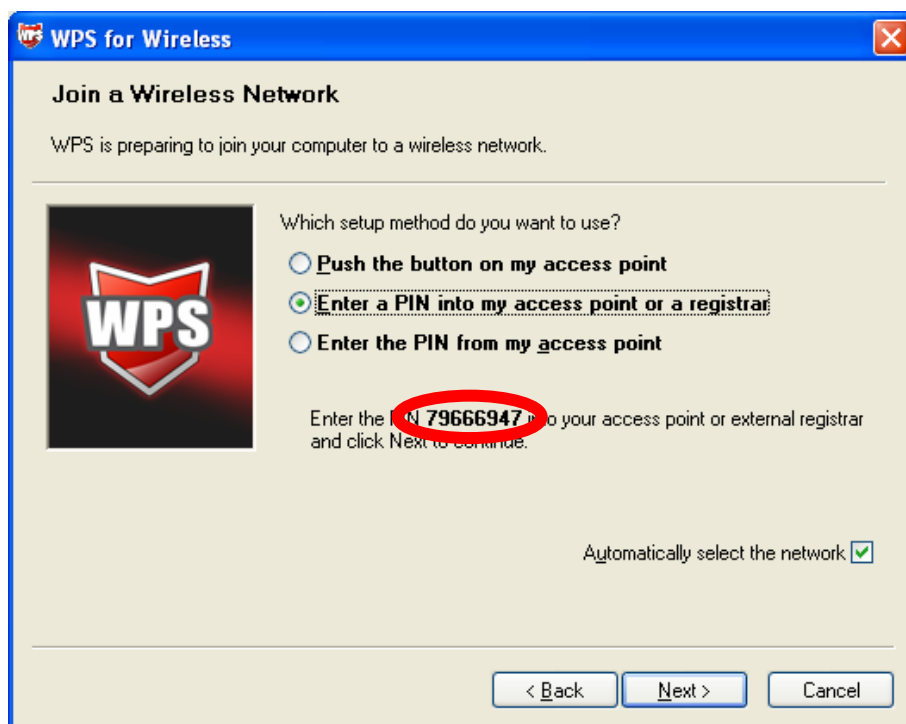 WPS for Wireless
Join a Wireless Network
WPS is preparing to join your computer to a wireless network.
Which setup method do you want to use?
Push the button on my access point
Enter a PIN into my access point or a registrar
Enter the PIN from my access point
WPS
Enter the 79666947 your access point or external registrar
and click Next to continue.
Automatically select the network
< Back
Next >
Cancel